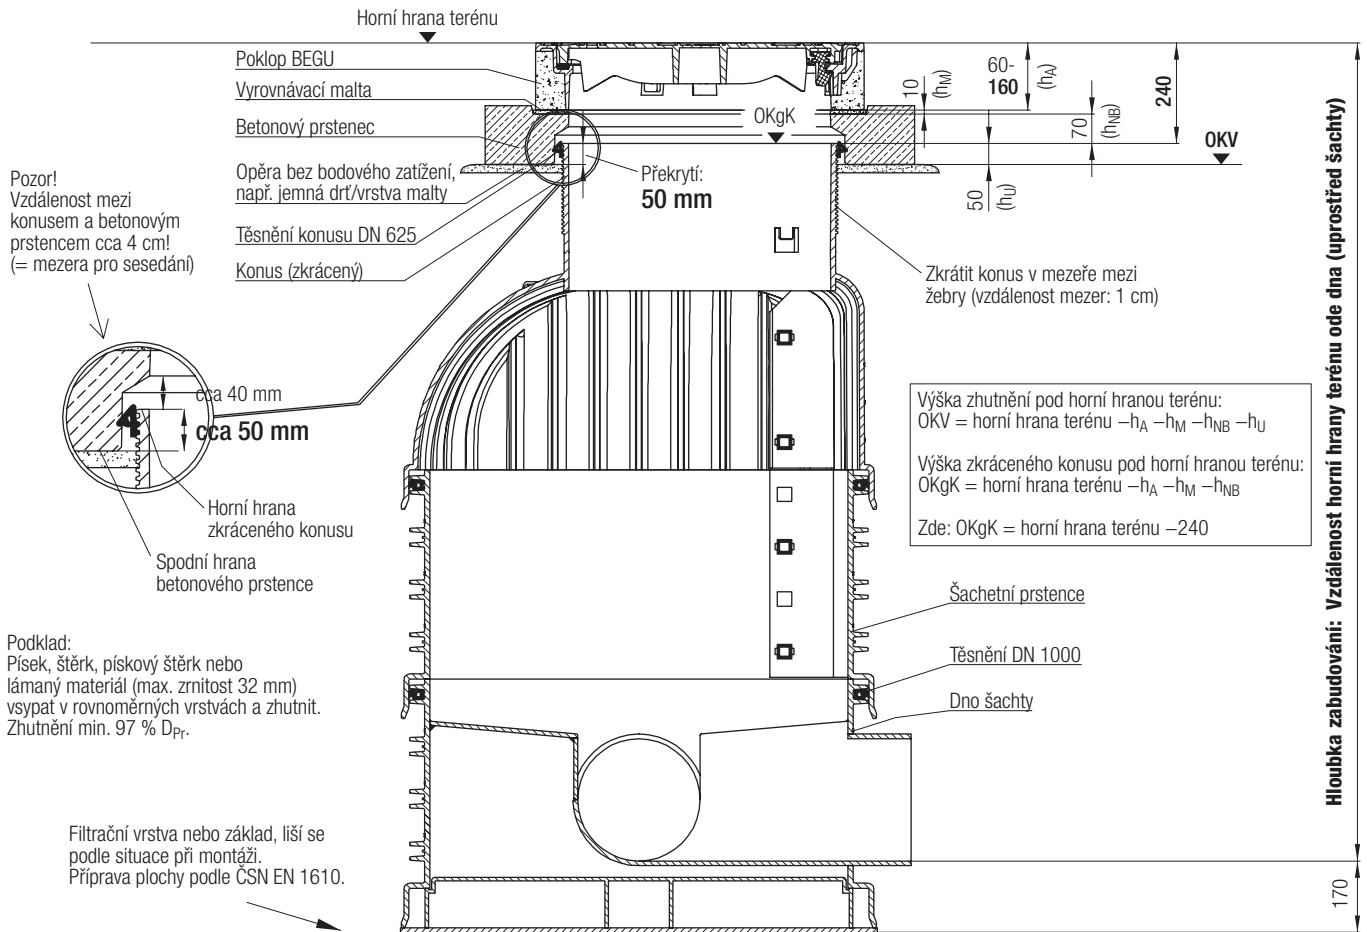 Horní hrana terénu
Poklop BEGU
Vyrovnávací malta
Betonový prstenec
Opěra bez bodového zatížení,
např. jemná drť/vrstva malty
Těsnění konusu DN 625
Konus (zkrácený)
Pozor!
Vzdálenost mezi
konusem a betonovým
prstencem cca 4 cm!
(= mezera pro sesedání)
OKgK
Překrytí:
50 mm
10
(hM)
60-
160
(hA)
70
(hNB)
240
50
(hU)
OKV
Zkrátit konus v mezeře mezi
žebry (vzdálenost mezer: 1 cm)
cca 40 mm
cca 50 mm
Horní hrana
zkráceného konusu
Spodní hrana
betonového prstence
Výška zhutnění pod horní hranou terénu:
OKV = horní hrana terénu –hA –hM –hNB –hU
Výška zkráceného konusu pod horní hranou terénu:
OKgK = horní hrana terénu –hA –hM –hNB
Zde: OKgK = horní hrana terénu –240
Šachetní prstence
Těsnění DN 1000
Dno šachty
Podklad:
Písek, štěrk, pískový štěrk nebo
lámaný materiál (max. zrnitost 32 mm)
vsypat v rovnoměrných vrstvách a zhutnit.
Zhutnění min. 97 % DPr.
Filtrační vrstva nebo základ, liší se
podle situace při montáži.
Příprava plochy podle ČSN EN 1610.
Hloubka zabudování: Vzdálenost horní hrany terénu ode dna (uprostřed šachty)
170